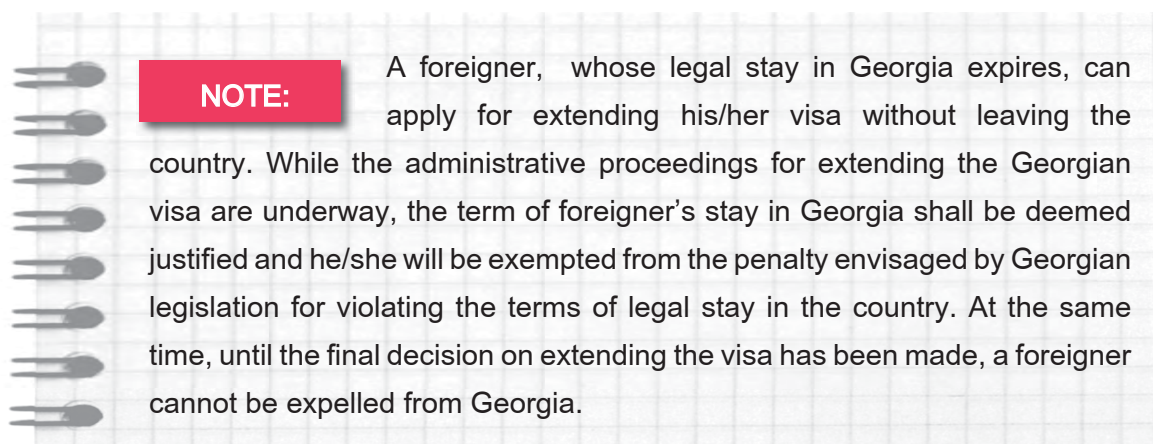 NOTE:
A foreigner, whose legal stay in Georgia expires, can
apply for extending his/her visa without leaving the
country. While the administrative proceedings for extending the Georgian
visa are underway, the term of foreigner's stay in Georgia shall be deemed
justified and he/she will be exempted from the penalty envisaged by Georgian
legislation for violating the terms of legal stay in the country. At the same
time, until the final decision on extending the visa has been made, a foreigner
cannot be expelled from Georgia.